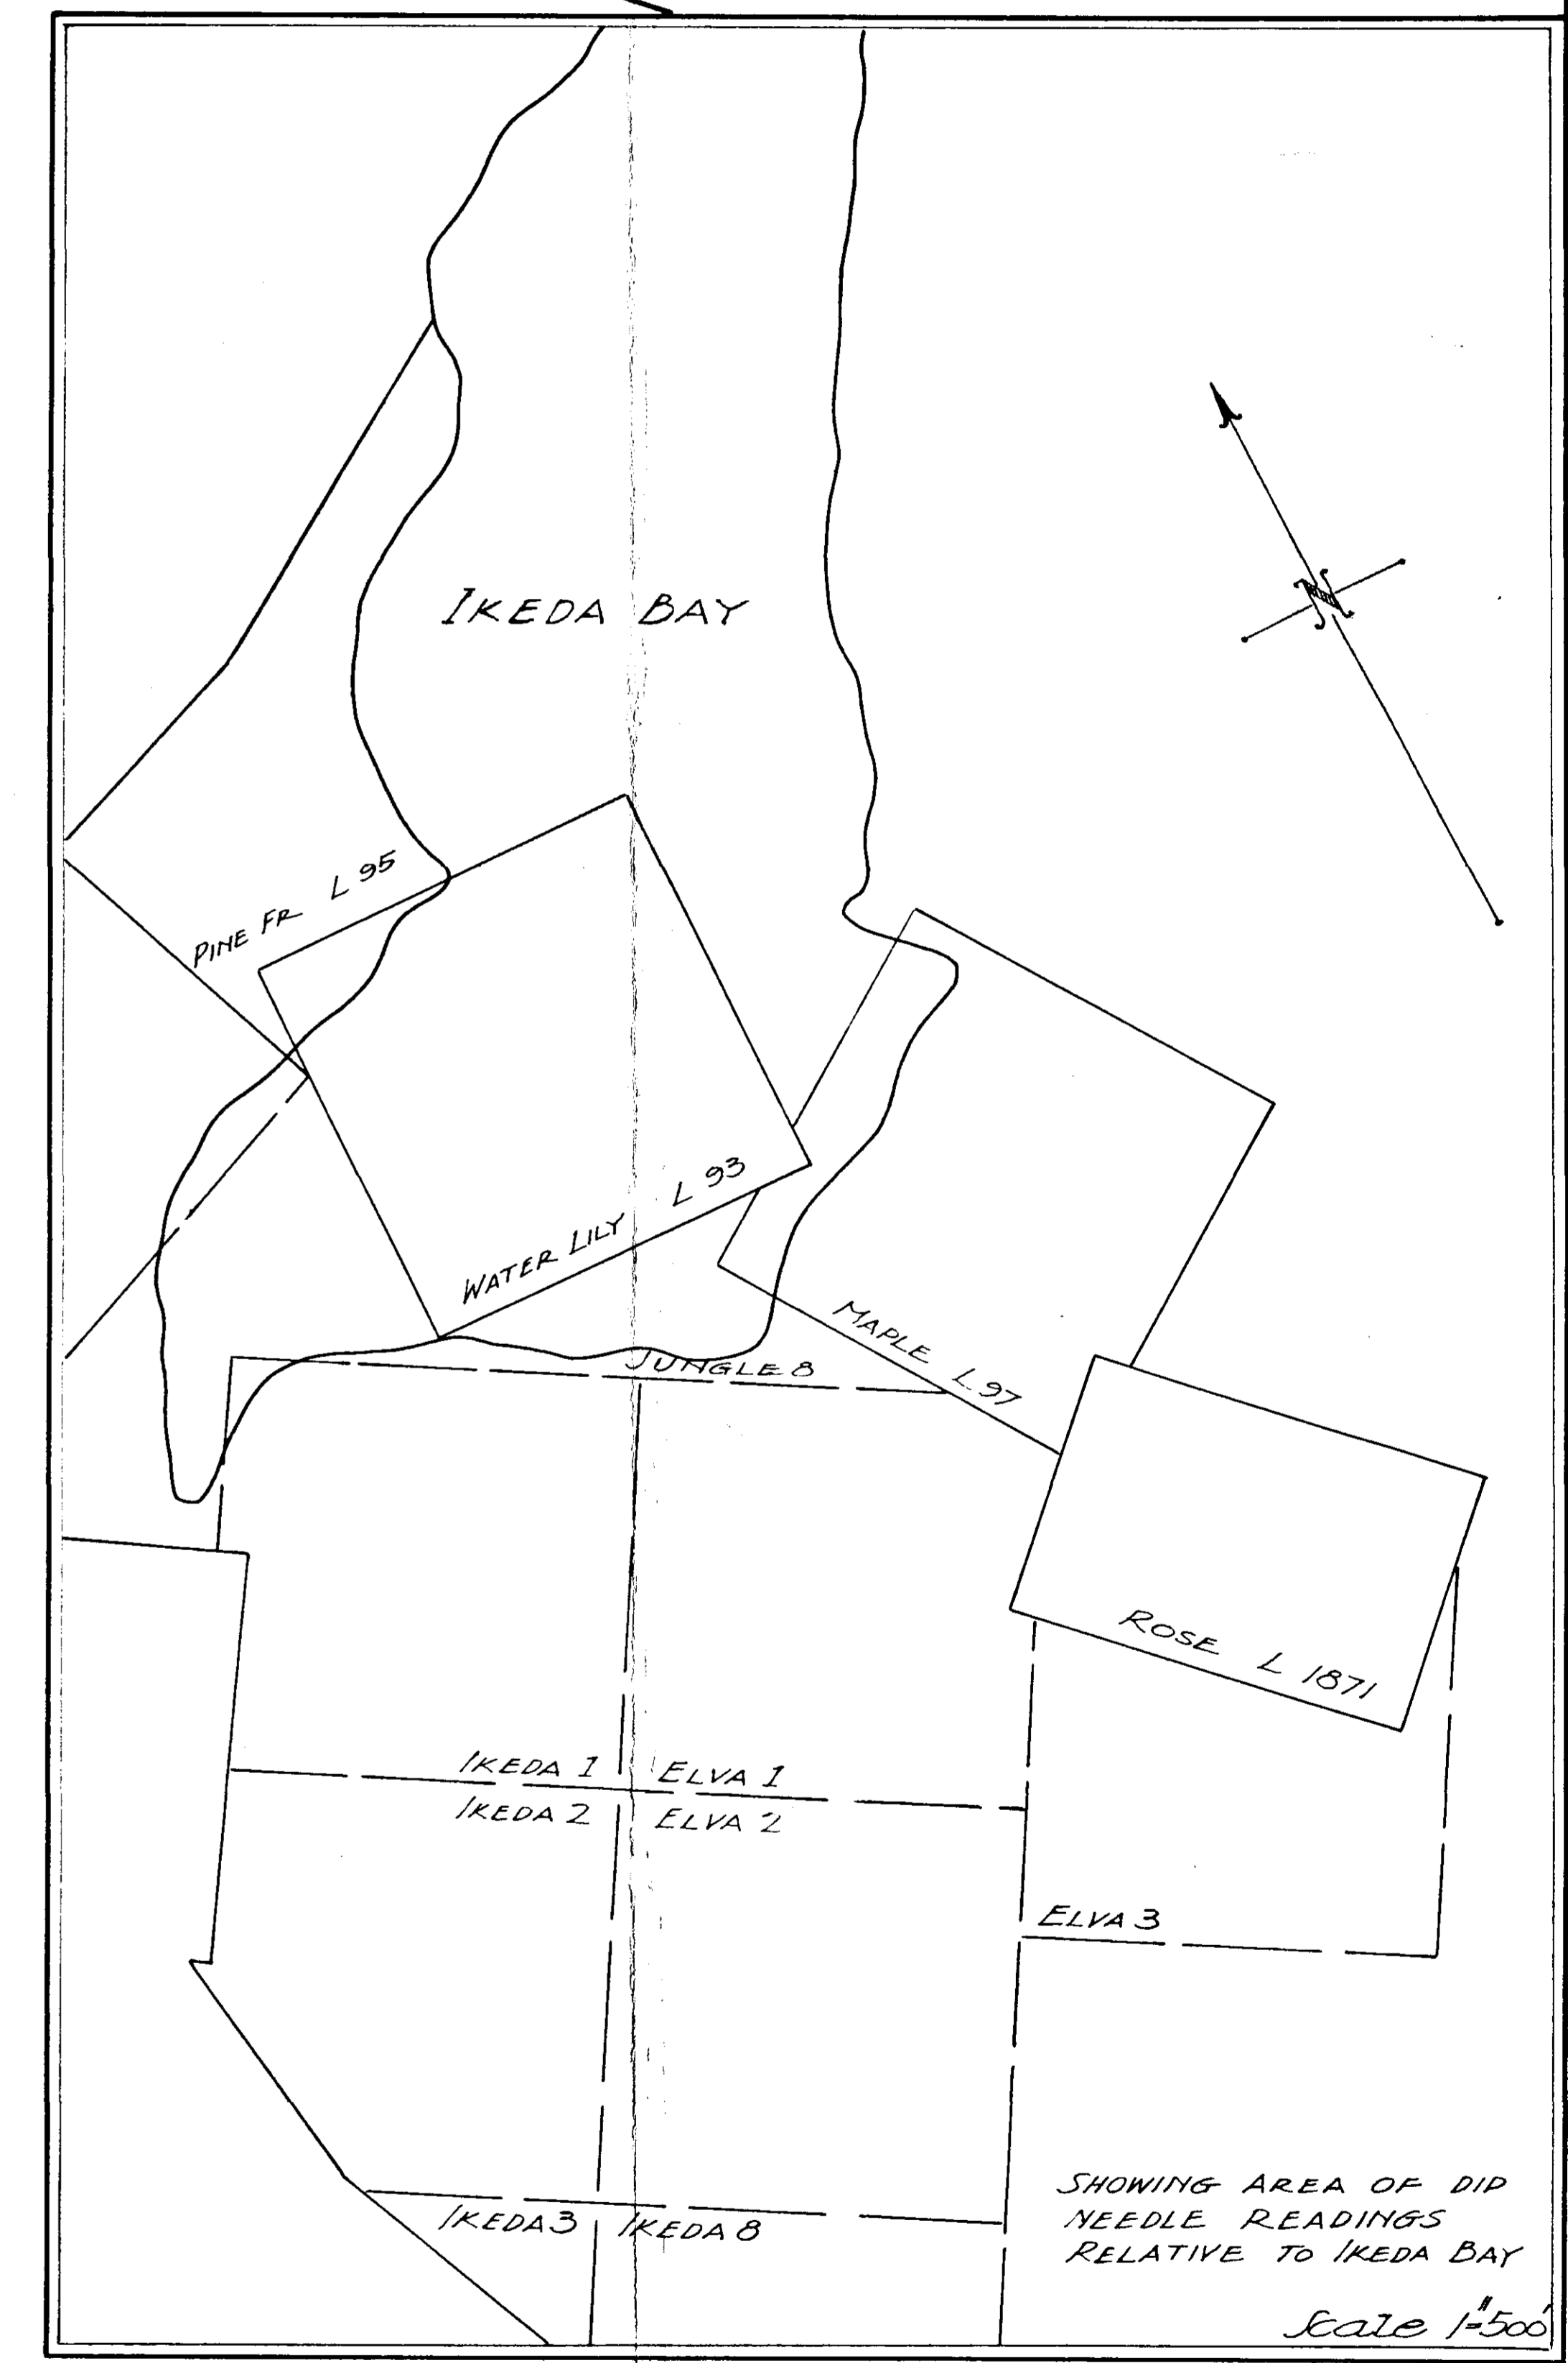 IKEDA BAY
N
PINE FR L 95
WATER LILY L 93
MAPLE L 97
JUNGLE 8
ROSE L 1871
IKEDA 1
ELVA 1
IKEDA 2
ELVA 2
ELVA 3
IKEDA 3
IKEDA 8
SHOWING AREA OF DIP
NEEDLE READINGS
RELATIVE TO IKEDA BAY
Scale 1"=500'